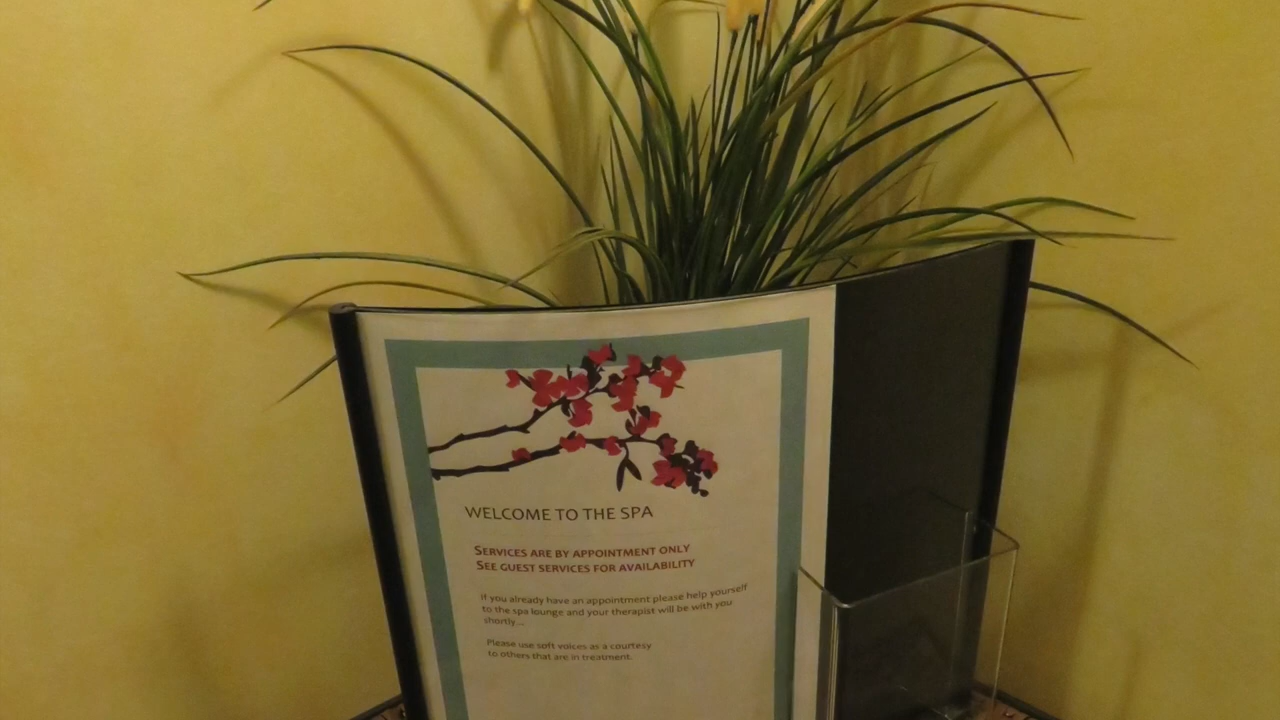 WELCOME TO THE SPA
SERVICES ARE BY APPOINTMENT ONLY
SEE GUEST SERVICES FOR AVAILABILITY
If you already have an appointment please help yourself
to the spa lounge and your therapist will be with you
shortly...
Please use soft voices as a courtesy
to others that are in treatment.